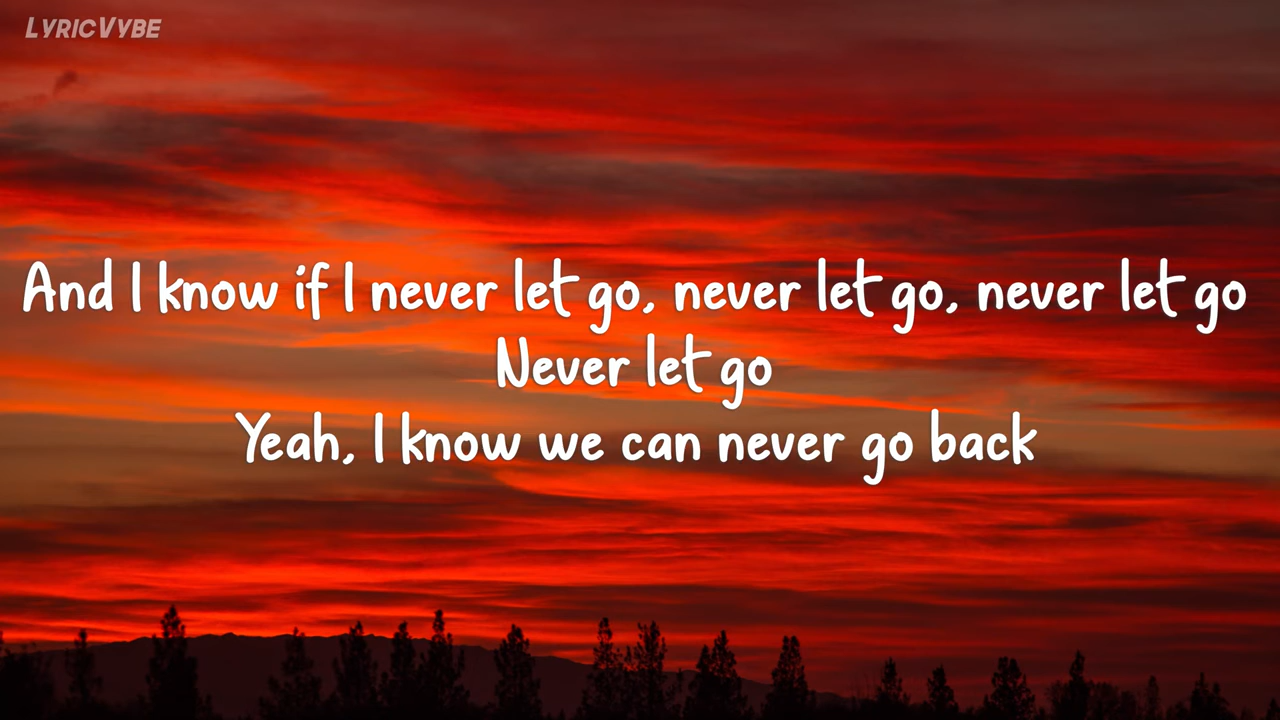 LyricVybe
And I know if I never let go, never let go, never let go
Never let go
Yeah, I know we can never go back